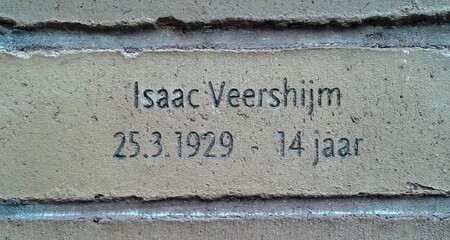 Isaac Veershijm
25.3.1929 - 14 jaar